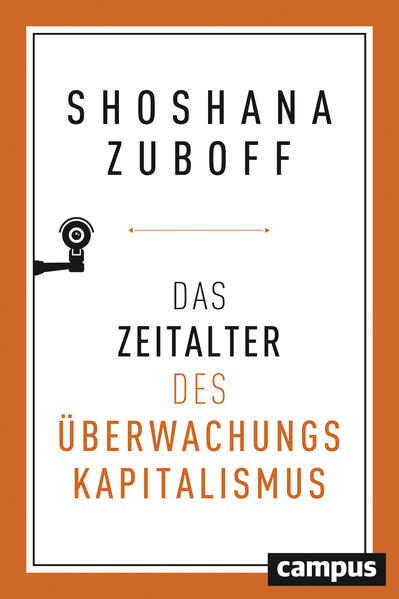 SHOSHANA
ZUBOFF
DAS
ZEITALTER
DES
ÜBERWACHUNGS
KAPITALISMUS
campus